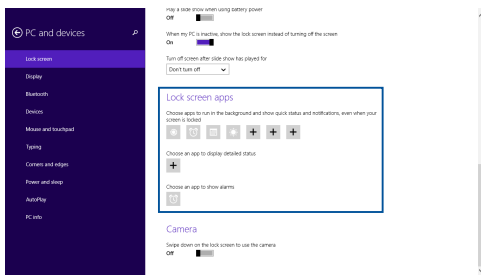 Play a slide show when using battery power
Off
PC and devices
When my PC is inactive, show the lock screen instead of turning off the screen
On
Lock screen
Turn off screen after slide show has played for
Don't turn off
Display
Bluetooth
Devices
Mouse and touchpad
Typing
Corners and edges
Power and sleep
AutoPlay
PC info
Lock screen apps
Choose apps to run in the background and show quick status and notifications, even when your
screen is locked
Choose an app to display detailed status
Choose an app to show alarms
Camera
Swipe down on the lock screen to use the camera
Off